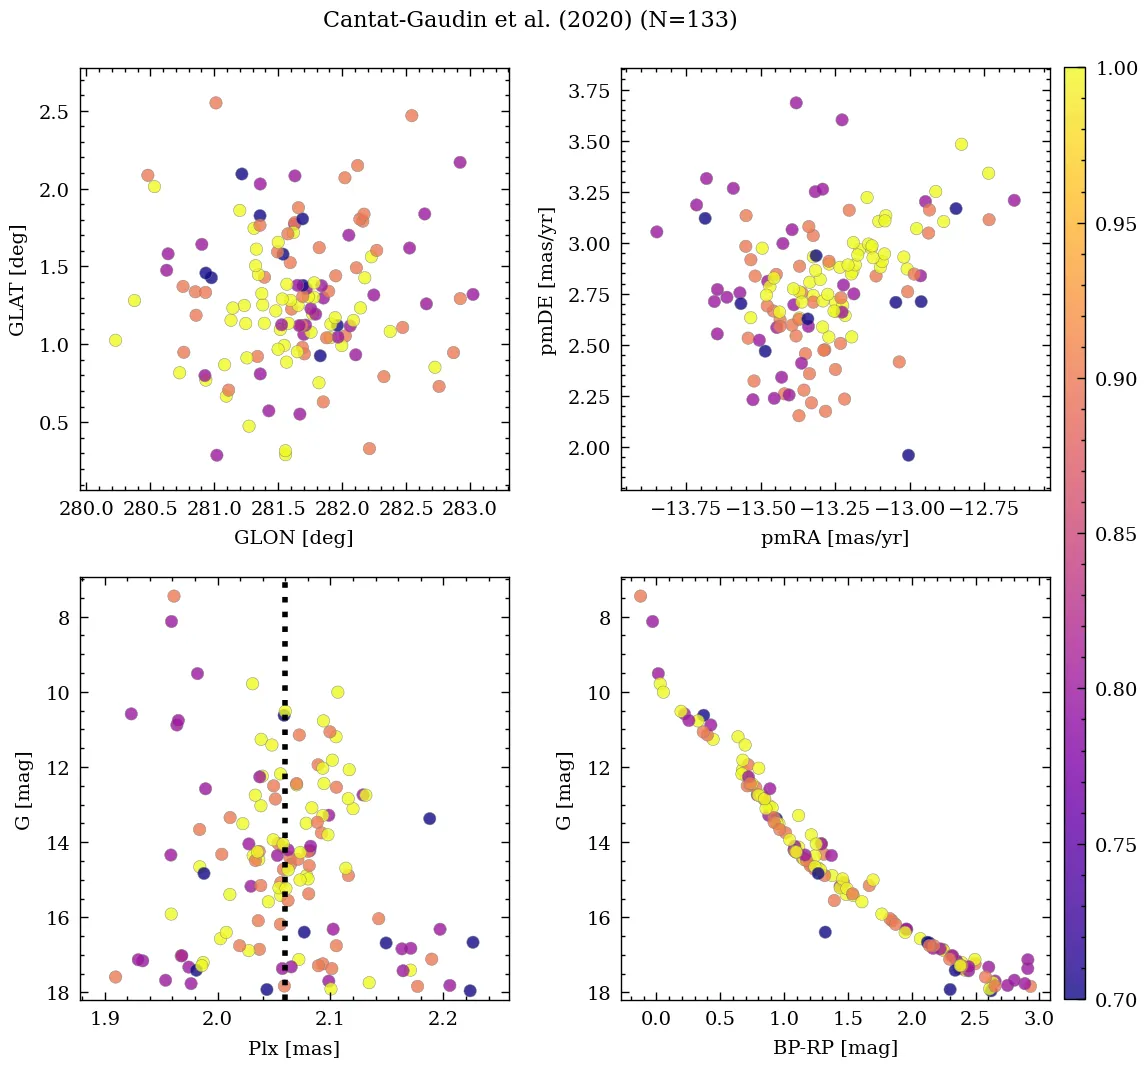 Cantat-Gaudin et al. (2020) (N=133)
2.5
2.0
1.5
1.0
0.5
GLAT [deg]
280.0 280.5 281.0 281.5 282.0 282.5 283.0
GLON [deg]
3.75
3.50
3.25
3.00
2.75
2.50
2.25
2.00
pmDE [mas/yr]
−13.75 −13.50 −13.25 −13.00 −12.75
pmRA [mas/yr]
8
10
12
14
16
18
G [mag]
1.9 2.0 2.1 2.2
Plx [mas]
8
10
12
14
16
18
G [mag]
0.0 0.5 1.0 1.5 2.0 2.5 3.0
BP-RP [mag]
1.00
0.95
0.90
0.85
0.80
0.75
0.70